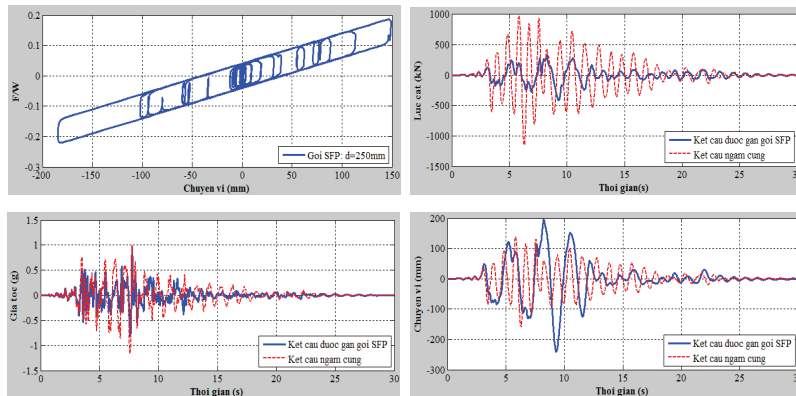 0.2
0.1
0
-0.1
-0.2
-0.3
F/W
-200 -150 -100 -50 0 50 100 150
Chuyen vi (mm)
Goi SFP: d=250mm
1000
500
0
-500
-1000
-1500
Luc cat (kN)
0 5 10 15 20 25 30
Thoi gian(s)
Ket cau duoc gan goi SFP
Ket cau ngam cung
1.5
1
0.5
0
-0.5
-1
-1.5
Gia toc (g)
0 5 10 15 20 25 30
Thoi gian (s)
Ket cau duoc gan goi SFP
Ket cau ngam cung
200
100
0
-100
-200
-300
Chuyen vi (mm)
0 5 10 15 20 25 30
Thoi gian (s)
Ket cau duoc gan goi SFP
Ket cau ngam cung